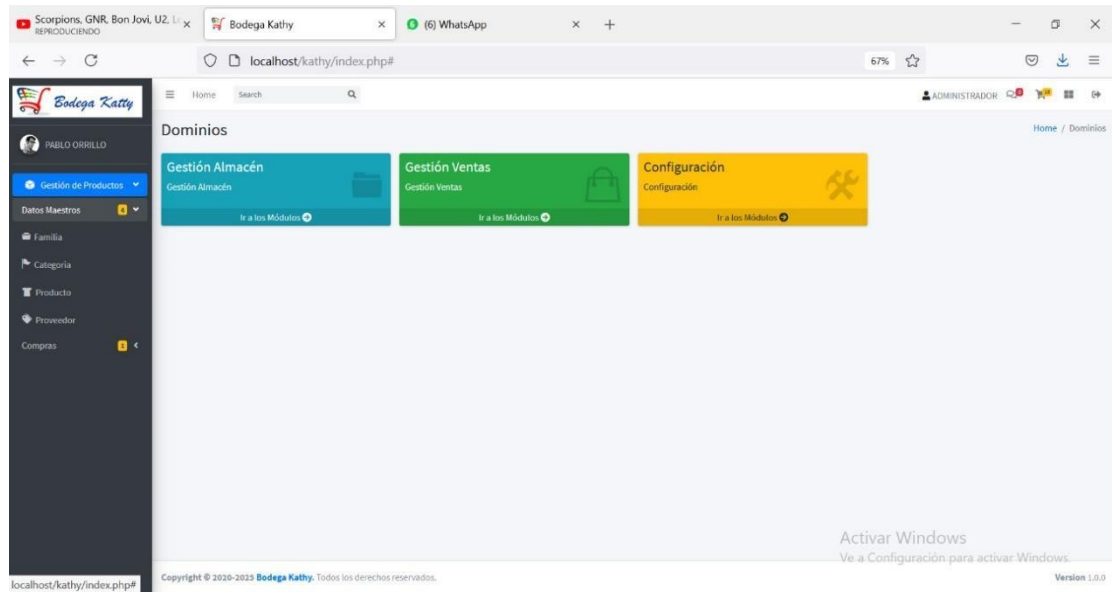 Scorpions, GNR, Bon Jovi, U2,
REPRODUCIENDO
Bodega Kathy
(6) WhatsApp
localhost/kathy/index.php#
67%
Bodega Katty
Home
Search
ADMINISTRADOR
PABLO ORRILLO
Dominios
Home / Dominios
Gestión de Productos
Datos Maestros 4
Familia
Categoria
Producto
Proveedor
Compras 1
Gestión Almacén
Gestión Almacén
Ir a los Módulos
Gestión Ventas
Gestión Ventas
Ir a los Módulos
Configuración
Configuración
Ir a los Módulos
Activar Windows
Ve a Configuración para activar Windows.
localhost/kathy/index.php#
Copyright © 2020-2023 Bodega Kathy. Todos los derechos reservados.
Version 1.0.0